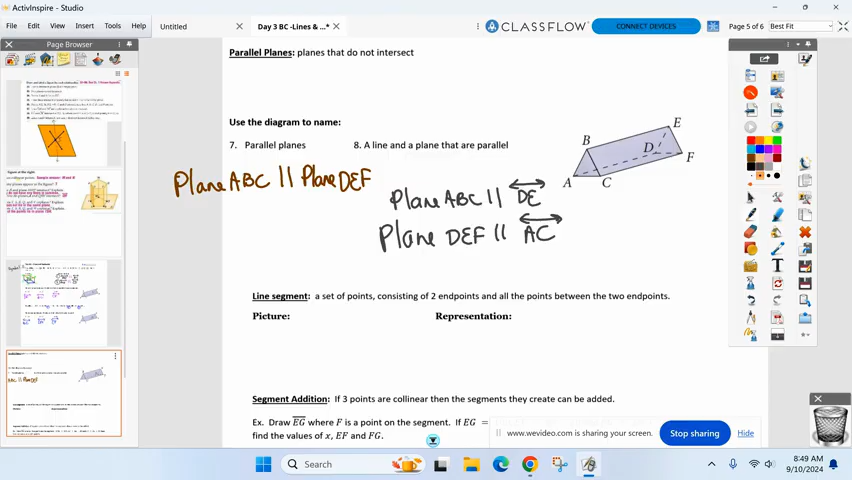 ActivInspire - Studio
File Edit View Insert Tools Help
Untitled
Day 3 BC -Lines & ...*
CLASSFLOW
CONNECT DEVICES
Page 5 of 6
Best Fit
Page Browser
Parallel Planes: planes that do not intersect
Use the diagram to name:
7. Parallel planes
8. A line and a plane that are parallel
E
B
D
F
A
C
Plane ABC || Plane DEF
Plane ABC || DE
Plane DEF || AC
Line segment: a set of points, consisting of 2 endpoints and all the points between the two endpoints.
Picture:
Representation:
Segment Addition: If 3 points are collinear then the segments they create can be added.
Ex. Draw EG where F is a point on the segment. If EG =
find the values of x, EF and FG.
www.wevideo.com is sharing your screen.
Stop sharing
Hide
Search
8:49 AM
9/10/2024